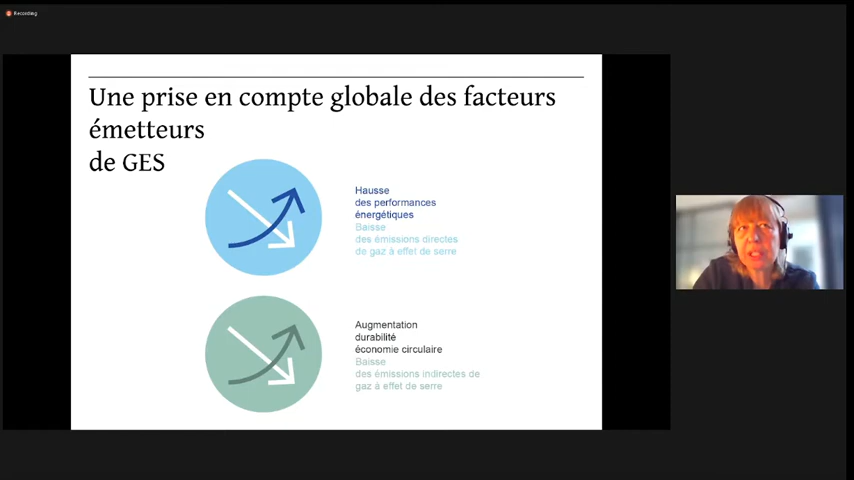 Recording
Une prise en compte globale des facteurs
émetteurs
de GES
Hausse
des performances
énergétiques
Baisse
des émissions directes
de gaz à effet de serre
Augmentation
durabilité
économie circulaire
Baisse
des émissions indirectes de
gaz à effet de serre